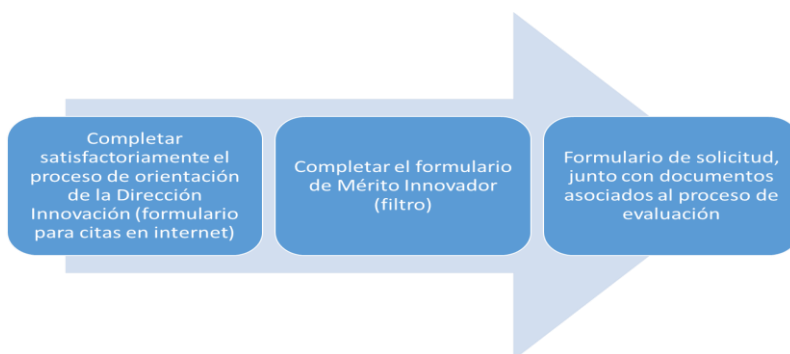 Completar
satisfactoriamente el
proceso de orientación
de la Dirección
Innovación (formulario
para citas en internet)
Completar el formulario
de Mérito Innovador
(filtro)
Formulario de solicitud,
junto con documentos
asociados al proceso de
evaluación